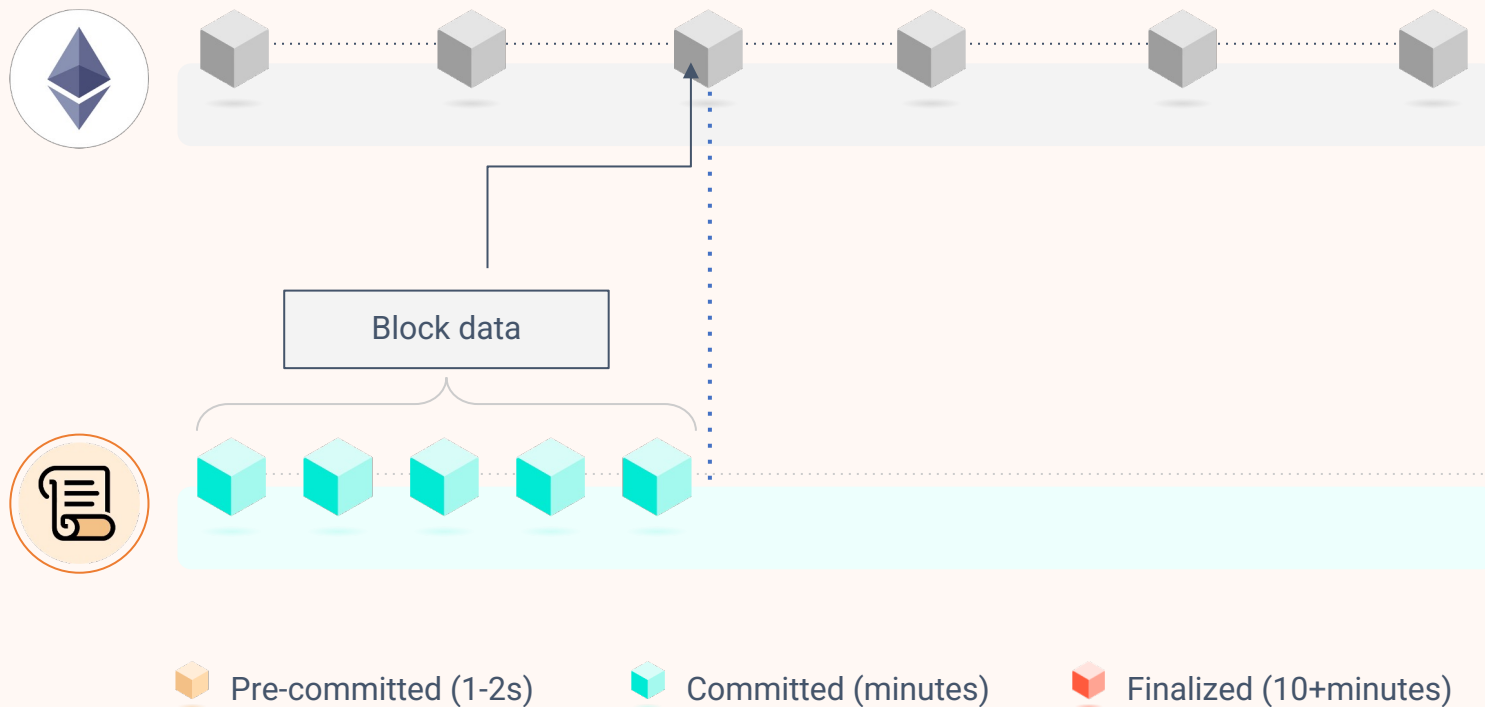 Block data
Pre-committed (1-2s)
Committed (minutes)
Finalized (10+minutes)